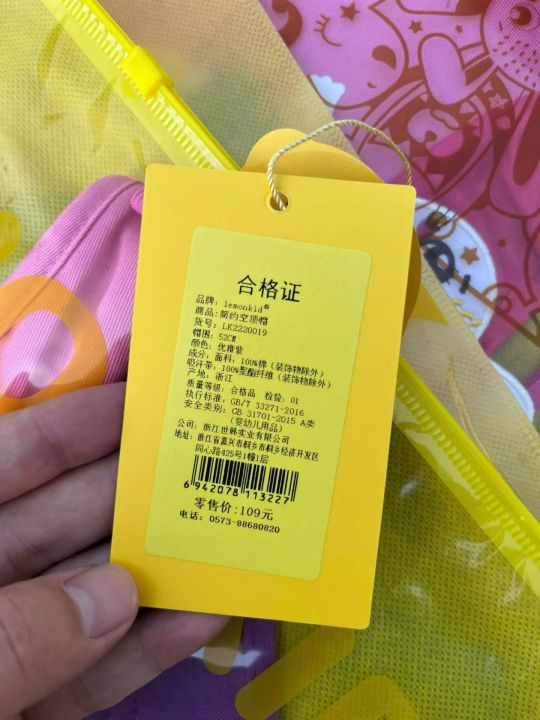 合格证
品牌：lemonkid®
商品：简约空顶帽
货号：LK2220019
帽围：52CM
颜色：优雅紫
成分：面料：100%棉（装饰物除外）
吸汗带：100%聚酯纤维（装饰物除外）
产地：浙江
质量等级：合格品 检验：01
执行标准：GB/T 33271-2016
安全类别：GB 31701-2015 A类
（婴幼儿用品）
公司：浙江世韩实业有限公司
地址：浙江省嘉兴市桐乡市桐乡经济开发区
同心路425号1幢1层
6942078113227
零售价：109元
电话：0573-88680820